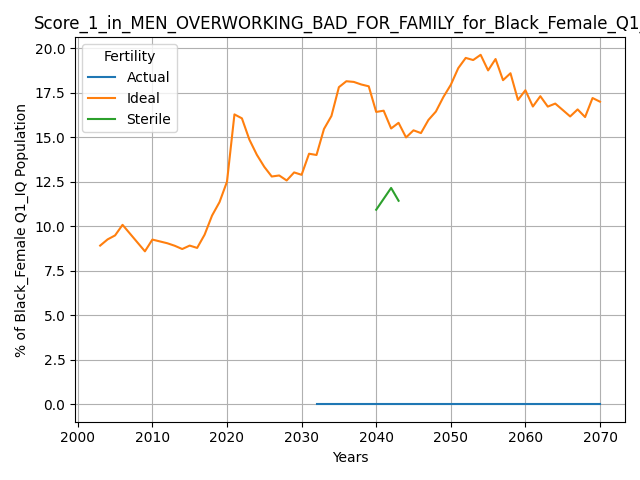 Score_1_in_MEN_OVERWORKING_BAD_FOR_FAMILY_for_Black_Female_Q1_
Fertility
Actual
Ideal
Sterile
% of Black_Female Q1_IQ Population
20.0
17.5
15.0
12.5
10.0
7.5
5.0
2.5
0.0
2000 2010 2020 2030 2040 2050 2060 2070
Years